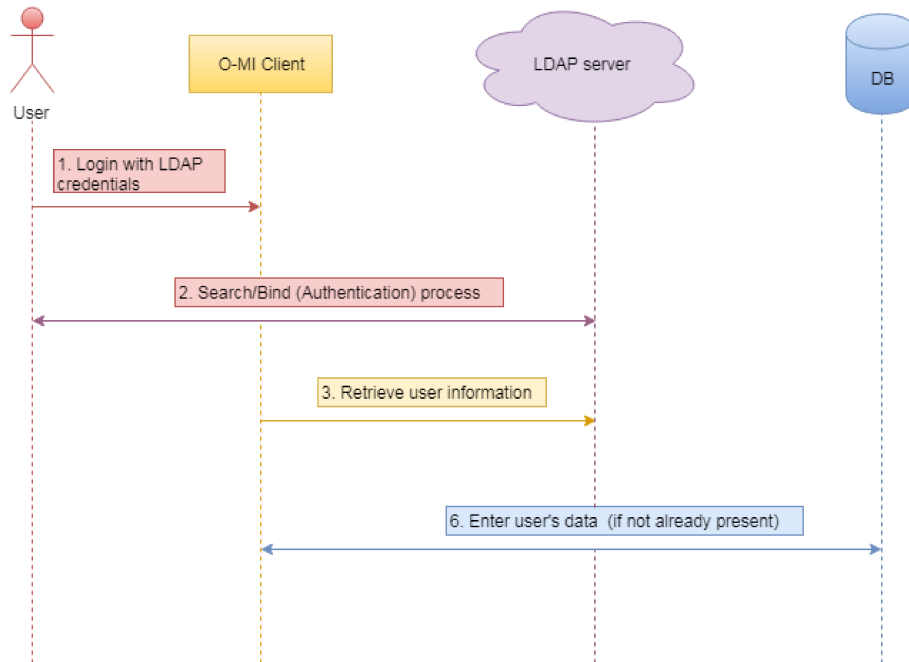 O-MI Client
LDAP server
DB
User
1. Login with LDAP
credentials
2. Search/Bind (Authentication) process
3. Retrieve user information
6. Enter user's data  (if not already present)